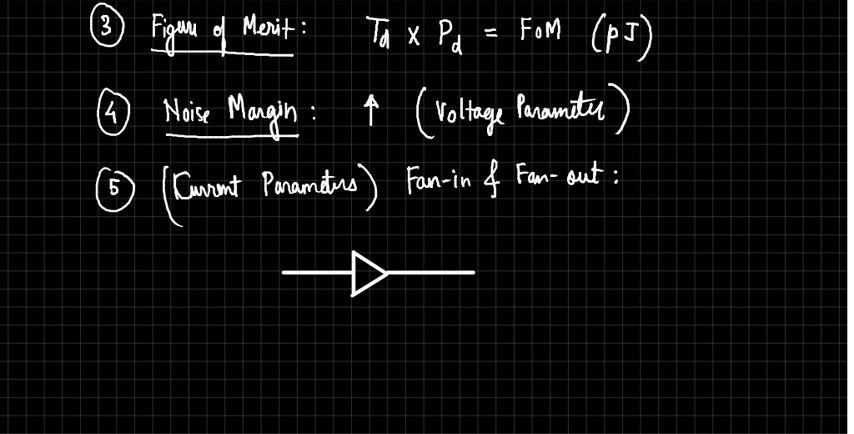 ③ Figure of Merit: Td × Pd = FoM (pJ)
④ Noise Margin: ↑ (Voltage Parameter)
⑤ (Current Parameters) Fan-in & Fan-out: